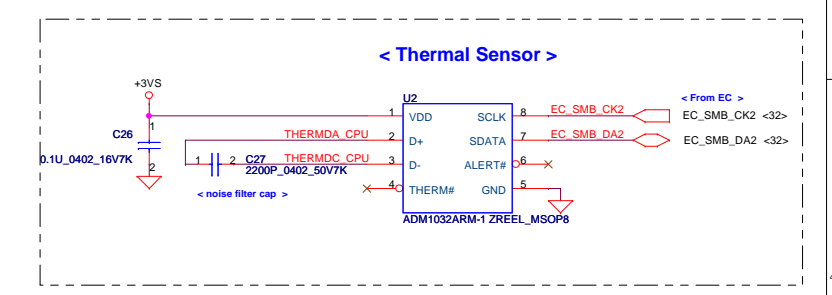 < Thermal Sensor >
+3VS
U2
1 VDD SCLK 8 EC_SMB_CK2
< From EC >
EC_SMB_CK2 <32>
C26
1
0.1U_0402_16V7K
2
THERMDA_CPU 2 D+ SDATA 7 EC_SMB_DA2
EC_SMB_DA2 <32>
1 2 C27 THERMDC_CPU 3 D- ALERT# 6
2200P_0402_50V7K
< noise filter cap >
4 THERM# GND 5
ADM1032ARM-1 ZREEL_MSOP8